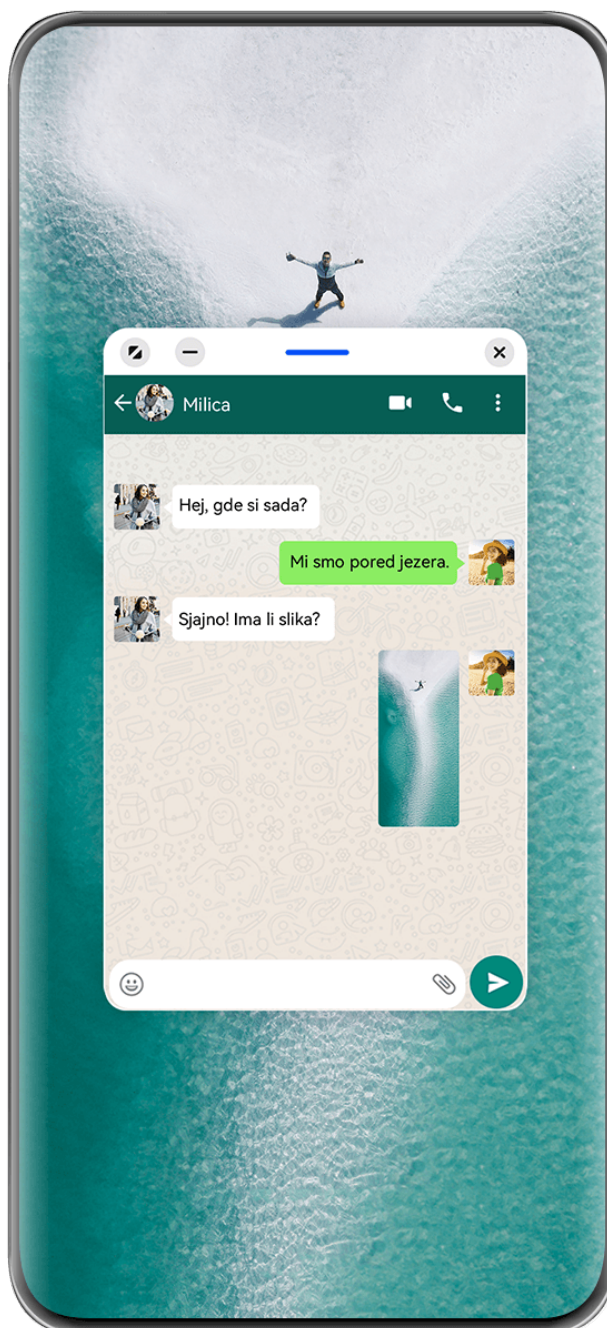 Milica
Hej, gde si sada?
Mi smo pored jezera.
Sjajno! Ima li slika?